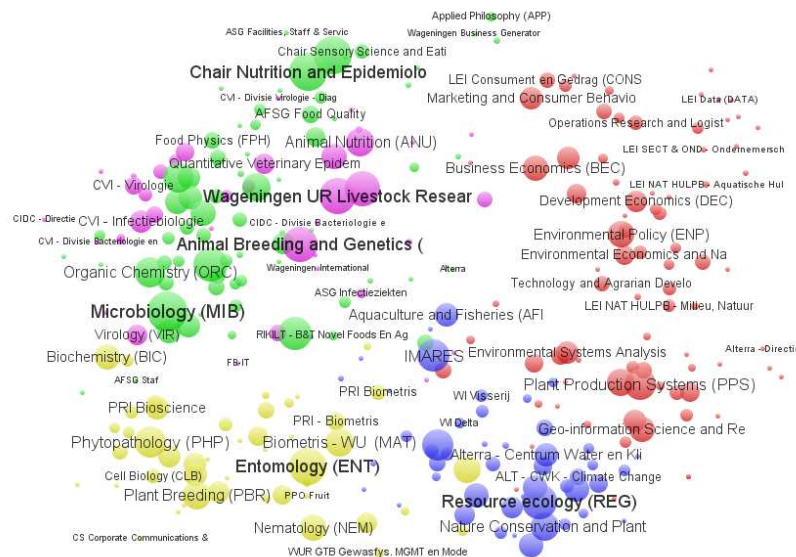 Applied Philosophy (APP)
ASG Facilities, Staff & Servic
Wageningen Business Generator
Chair Sensory Science and Eati
Chair Nutrition and Epidemiolo
LEI Consument en Gedrag (CONS
Marketing and Consumer Behavio
LEI Data (DATA)
CVI - Divisie Virologie - Diag
AFSG Food Quality
Operations Research and Logist
Food Physics (FPH)
Animal Nutrition (ANU)
LEI SECT & OND - Ondernemersch
Quantitative Veterinary Epidem
Business Economics (BEC)
CVI - Virologie
LEI NAT HULPB - Aquatische Hul
Wageningen UR Livestock Resear
Development Economics (DEC)
CIDC - Directie
CVI - Infectiebiologie
CIDC - Divisie Bacteriologie e
Environmental Policy (ENP)
CVI - Divisie Bacteriologie en
Animal Breeding and Genetics (
Environmental Economics and Na
Organic Chemistry (ORC)
Wageningen International
Alterra
Technology and Agrarian Develo
ASG Infectieziekten
LEI NAT HULPB - Milieu, Natuur
Microbiology (MIB)
Aquaculture and Fisheries (AFI
Virology (VIR)
RIKILT - B&T Novel Foods En Ag
Biochemistry (BIC)
FB-IT
IMARES
Environmental Systems Analysis
Alterra - Directi
AFSG Staf
PRI Biometris
WI Visserij
Plant Production Systems (PPS)
PRI Bioscience
PRI - Biometris
WI Delta
Geo-information Science and Re
Phytopathology (PHP)
Biometris - WU (MAT)
Alterra - Centrum Water en Kli
Entomology (ENT)
Cell Biology (CLB)
ALT - CWK - Climate Change
Plant Breeding (PBR)
PPO Fruit
Resource ecology (REG)
Nematology (NEM)
Nature Conservation and Plant
CS Corporate Communications &
WUR GTB Gewasfys. MGMT en Mode